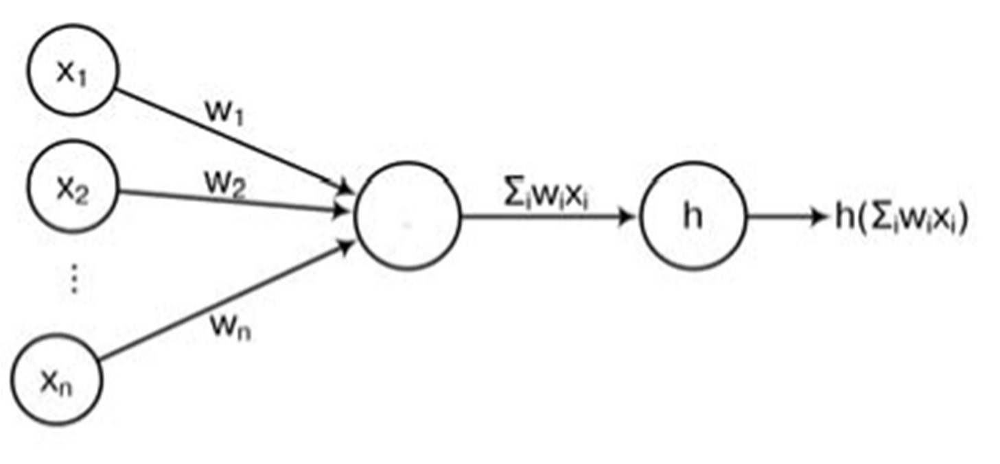 x₁
w₁
x₂
w₂
⋮
xₙ
wₙ
Σᵢwᵢxᵢ
h
h(Σᵢwᵢxᵢ)